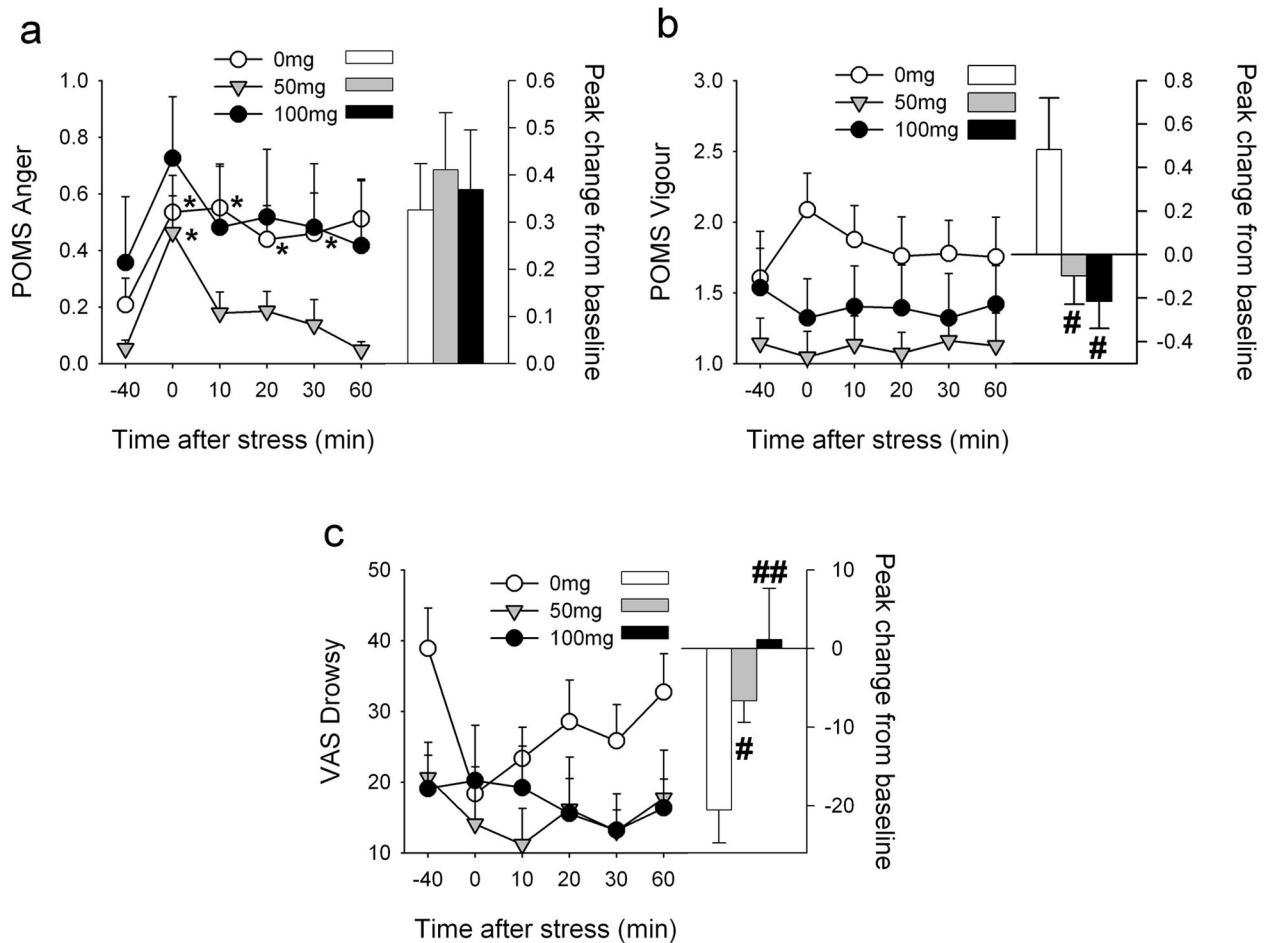 a
0mg
50mg
100mg
POMS Anger
1.0
0.8
0.6
0.4
0.2
0.0
* * * * *
-40 0 10 20 30 60
Time after stress (min)
0.6
0.5
0.4
0.3
0.2
0.1
0.0
Peak change from baseline
b
0mg
50mg
100mg
POMS Vigour
3.0
2.5
2.0
1.5
1.0
-40 0 10 20 30 60
Time after stress (min)
# #
0.8
0.6
0.4
0.2
0.0
-0.2
-0.4
Peak change from baseline
c
0mg
50mg
100mg
VAS Drowsy
50
40
30
20
10
-40 0 10 20 30 60
Time after stress (min)
##
#
10
0
-10
-20
Peak change from baseline